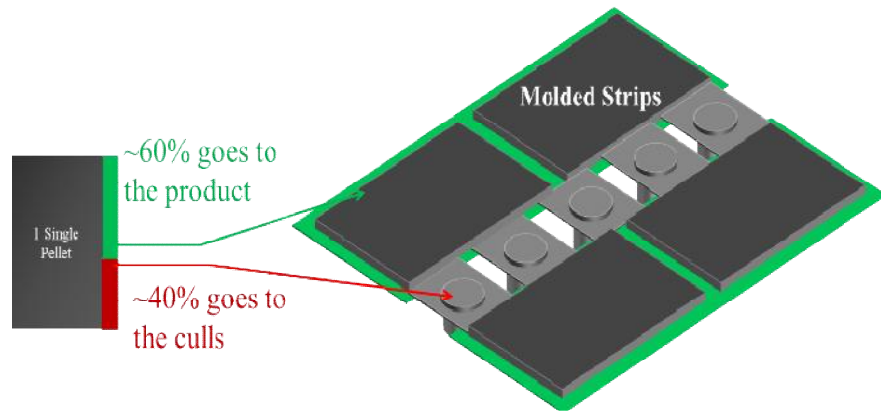 Molded Strips
~60% goes to
the product
1 Single
Pellet
~40% goes to
the culls